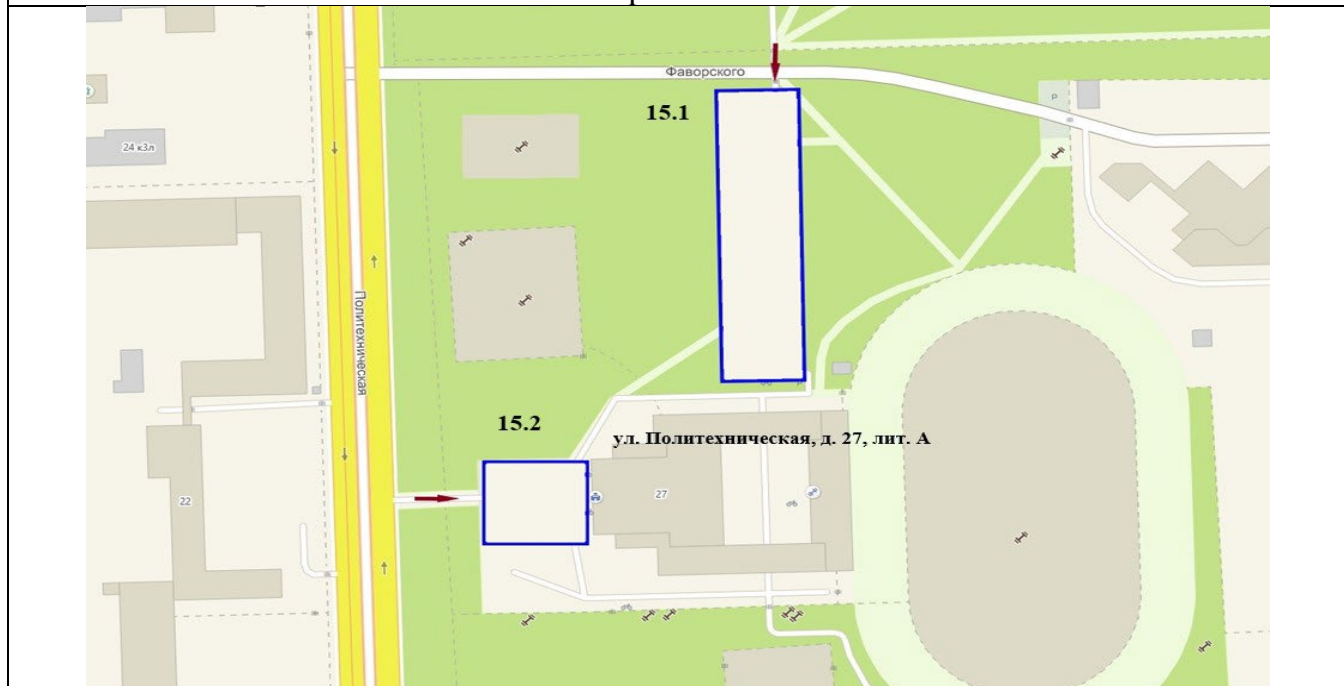 Фаворского
15.1
P
24 к3л
Политехническая
15.2
ул. Политехническая, д. 27, лит. А
22
27